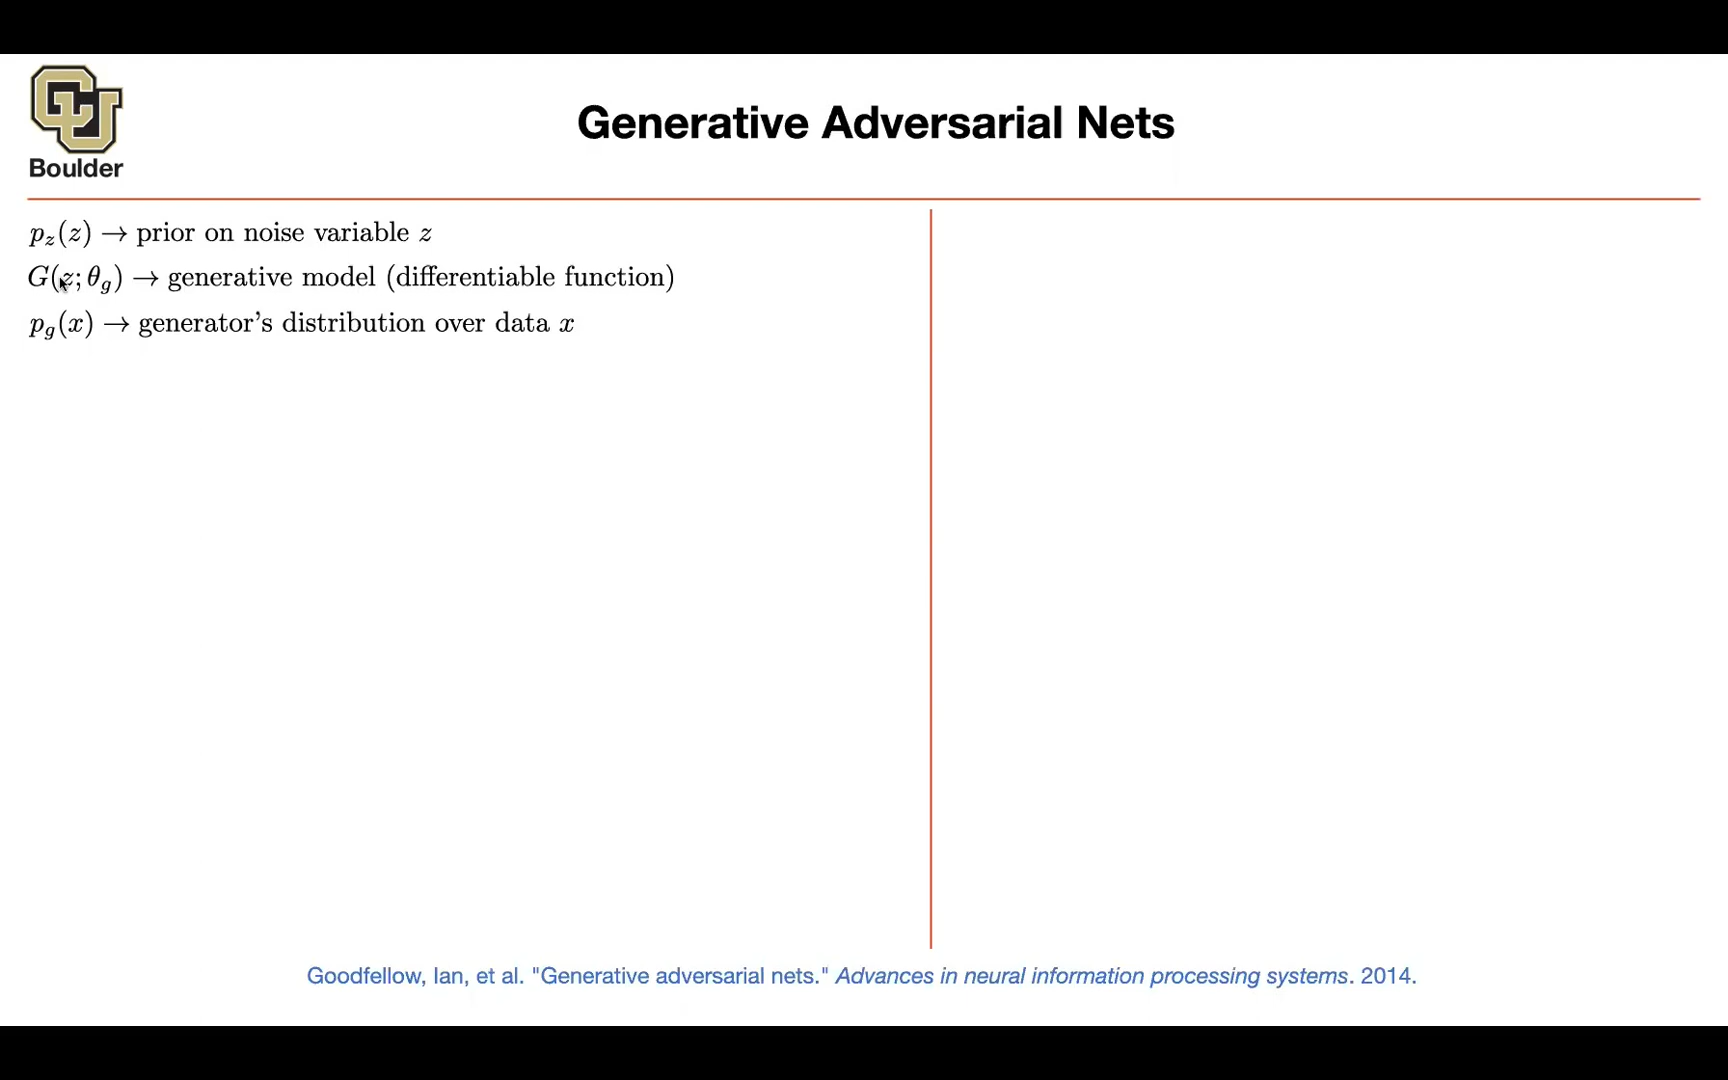 CU
Boulder
Generative Adversarial Nets
p_z(z) → prior on noise variable z
G(z; θ_g) → generative model (differentiable function)
p_g(x) → generator's distribution over data x
Goodfellow, Ian, et al. "Generative adversarial nets." Advances in neural information processing systems. 2014.